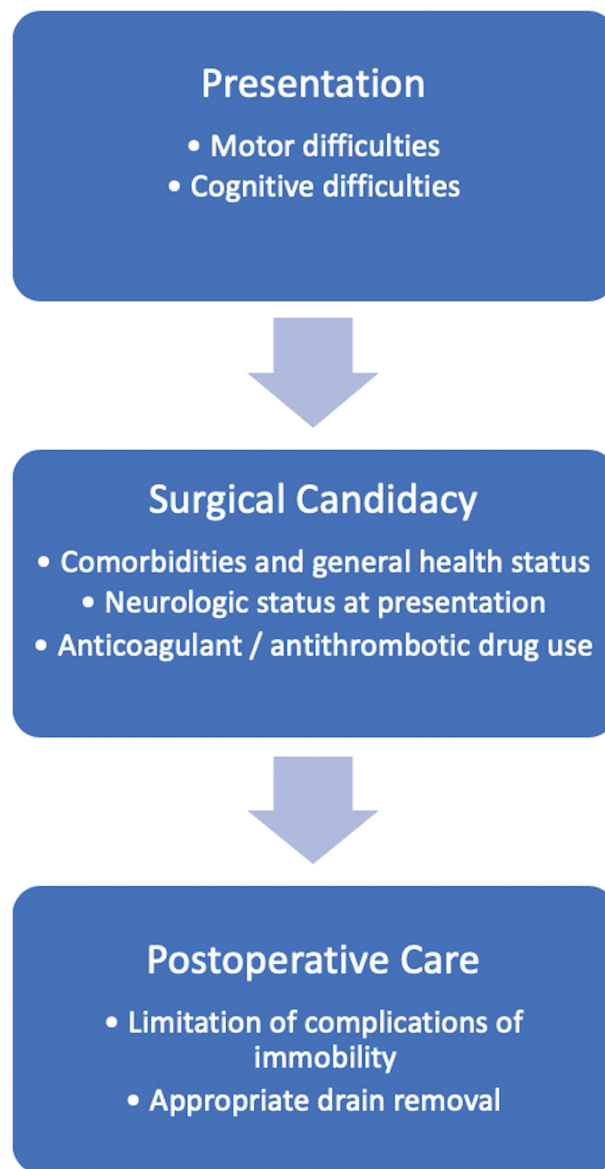 Presentation
• Motor difficulties
• Cognitive difficulties
Surgical Candidacy
• Comorbidities and general health status
• Neurologic status at presentation
• Anticoagulant / antithrombotic drug use
Postoperative Care
• Limitation of complications of
immobility
• Appropriate drain removal